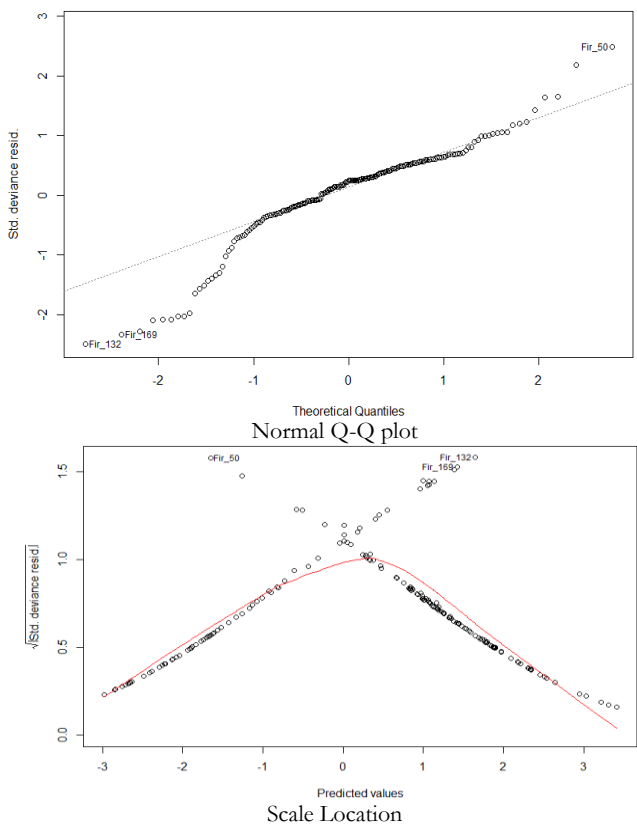 3
2
1
0
-1
-2
Std. deviance resid.
Fir_50
Fir_169
Fir_132
-2
-1
0
1
2
Theoretical Quantiles
Normal Q-Q plot
1.5
1.0
0.5
0.0
√|Std. deviance resid.|
Fir_50
Fir_132
Fir_169
-3
-2
-1
0
1
2
3
Predicted values
Scale Location